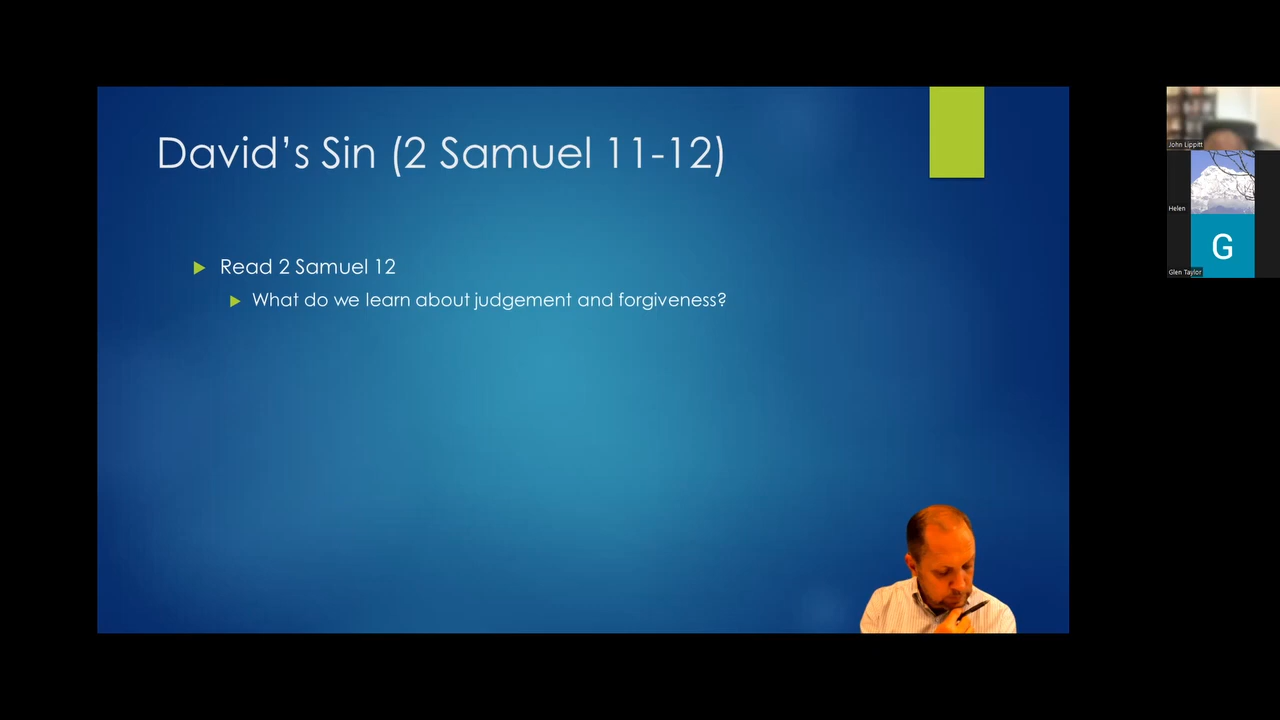 David’s Sin (2 Samuel 11-12)
Read 2 Samuel 12
What do we learn about judgement and forgiveness?
John Lippitt
Helen
G
Glen Taylor